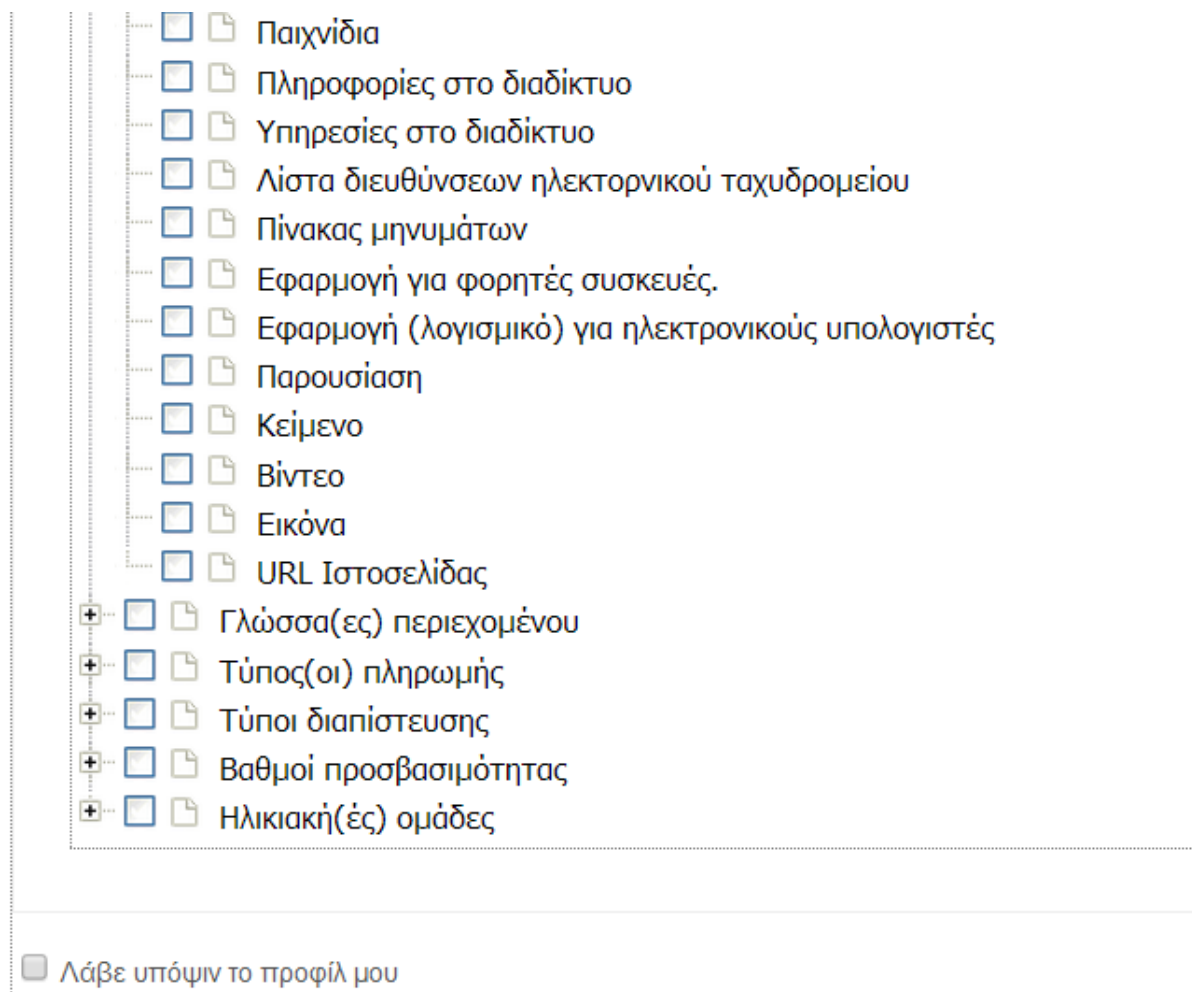 Παιχνίδια
Πληροφορίες στο διαδίκτυο
Υπηρεσίες στο διαδίκτυο
Λίστα διευθύνσεων ηλεκτορνικού ταχυδρομείου
Πίνακας μηνυμάτων
Εφαρμογή για φορητές συσκευές.
Εφαρμογή (λογισμικό) για ηλεκτρονικούς υπολογιστές
Παρουσίαση
Κείμενο
Βίντεο
Εικόνα
URL Ιστοσελίδας
Γλώσσα(ες) περιεχομένου
Τύπος(οι) πληρωμής
Τύποι διαπίστευσης
Βαθμοί προσβασιμότητας
Ηλικιακή(ές) ομάδες
Λάβε υπόψιν το προφίλ μου